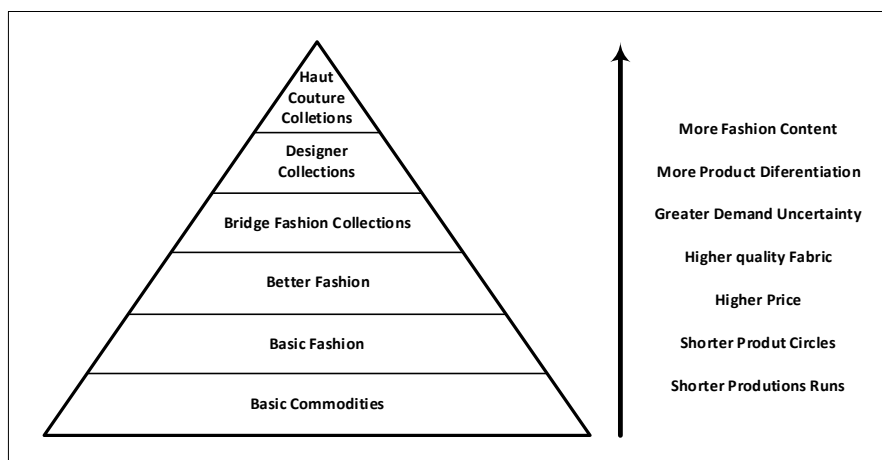 Haut
Couture
Colletions
Designer
Collections
Bridge Fashion Collections
Better Fashion
Basic Fashion
Basic Commodities
More Fashion Content
More Product Diferentiation
Greater Demand Uncertainty
Higher quality Fabric
Higher Price
Shorter Produt Circles
Shorter Produtions Runs